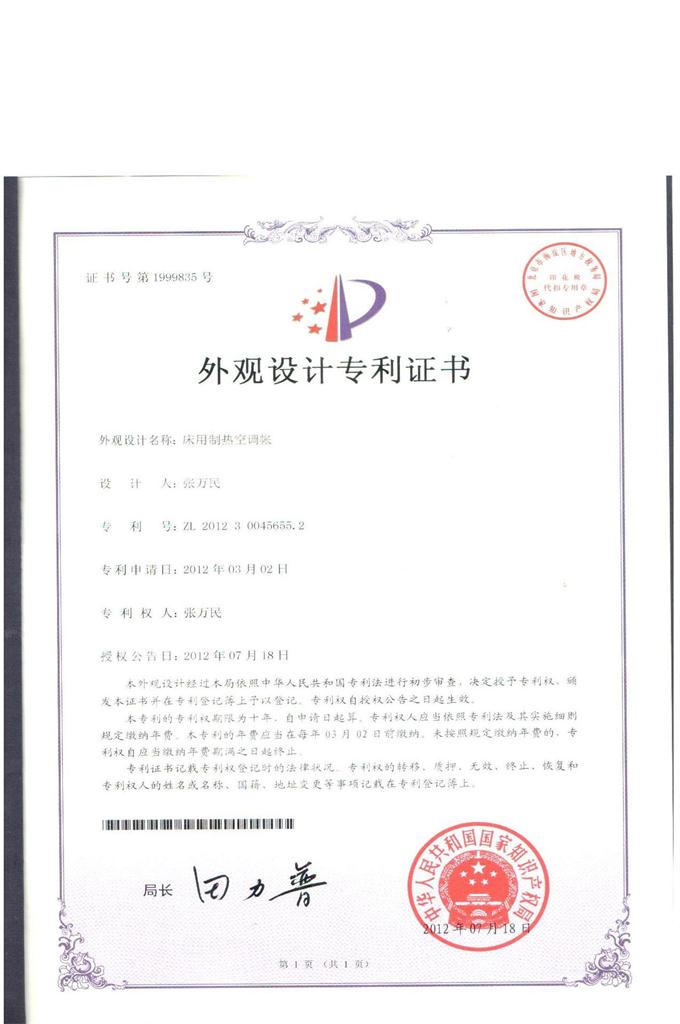 证书号第1999835号
北京市海淀区地方税务局
印花税
代扣专用章
国家知识产权局
外观设计专利证书
外观设计名称：床用制热空调帐
设 计 人：张万民
专 利 号：ZL 2012 3 0045655.2
专利申请日：2012年03月02日
专 利 权 人：张万民
授权公告日：2012年07月18日
本外观设计经过本局依照中华人民共和国专利法进行初步审查，决定授予专利权，颁
发本证书并在专利登记簿上予以登记。专利权自授权公告之日起生效。
本专利的专利权期限为十年，自申请日起算。专利权人应当依照专利法及其实施细则
规定缴纳年费。本专利的年费应当在每年03月02日前缴纳。未按照规定缴纳年费的，专
利权自应当缴纳年费期满之日起终止。
专利证书记载专利权登记时的法律状况。专利权的转移、质押、无效、终止、恢复和
专利权人的姓名或名称、国籍、地址变更等事项记载在专利登记簿上。
局长 田力普
中华人民共和国国家知识产权局
2012年07月18日
第1页（共1页）